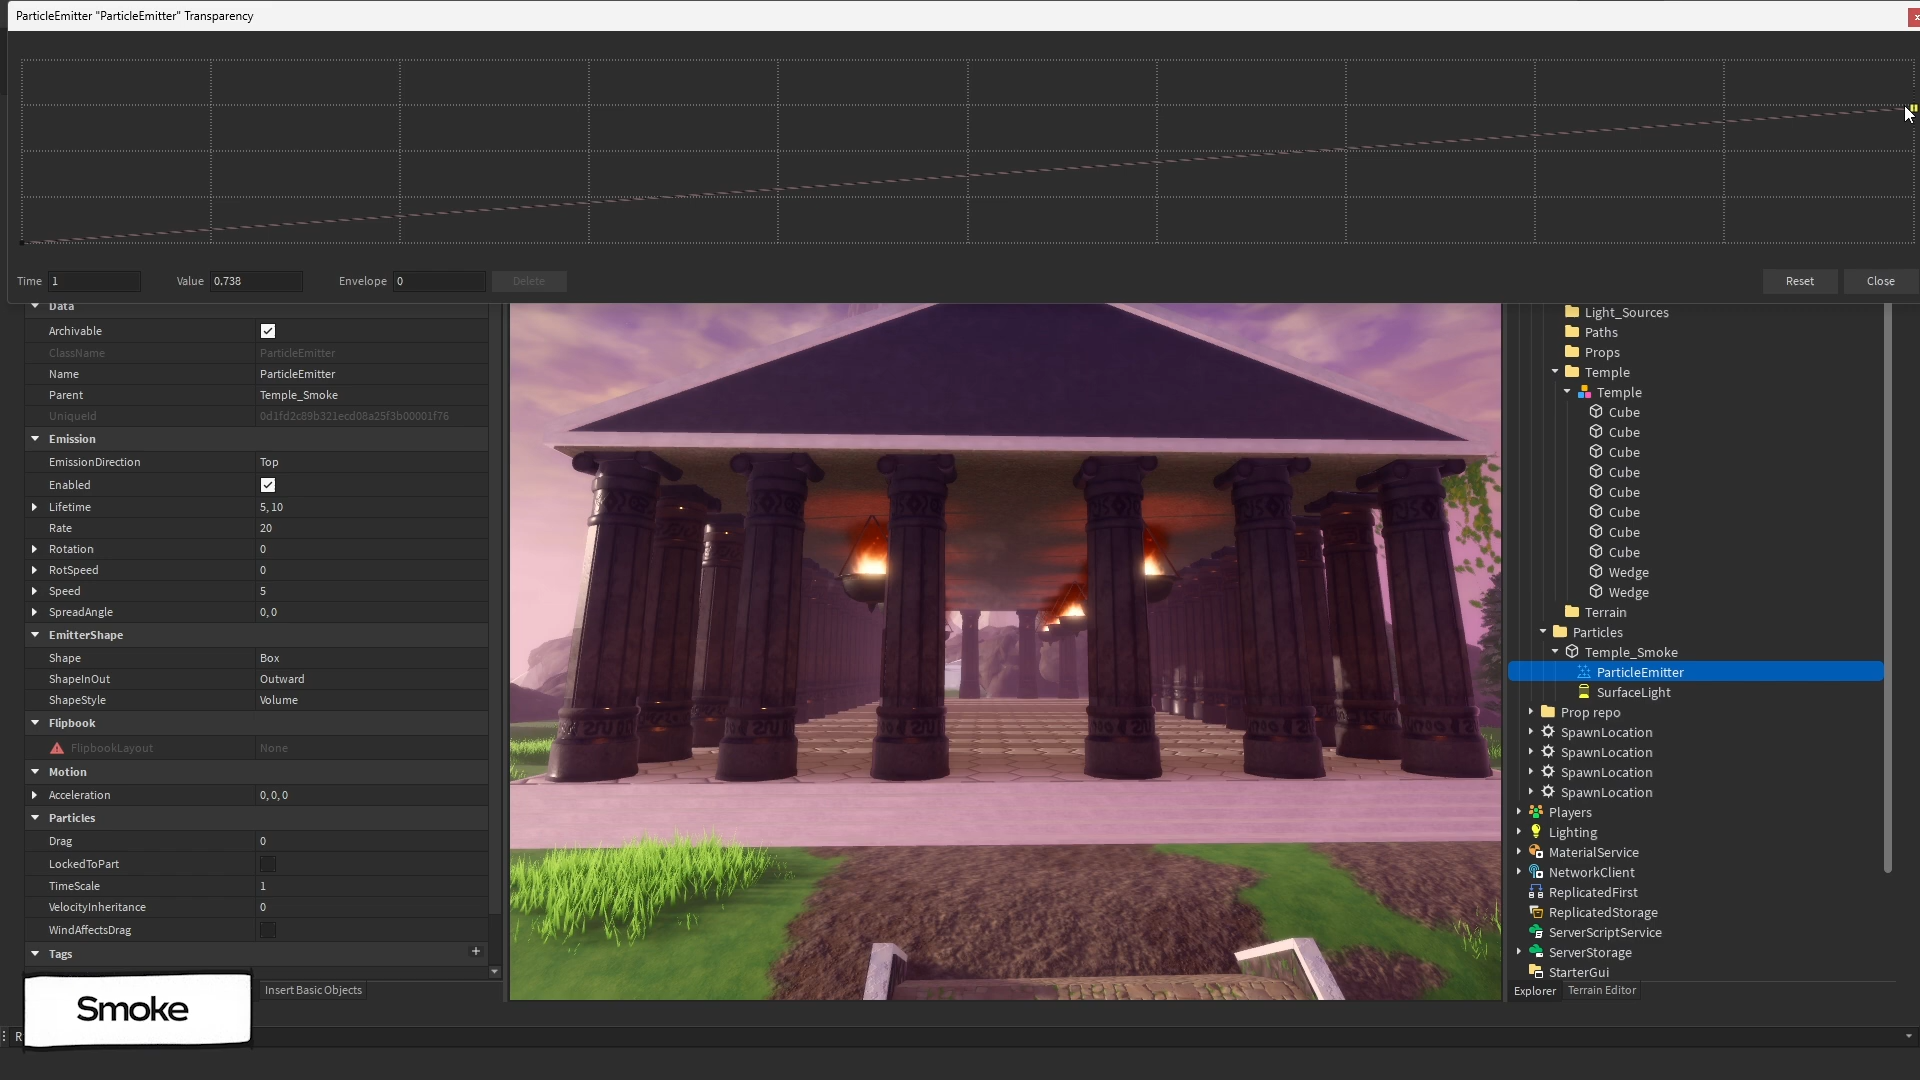 ParticleEmitter "ParticleEmitter" Transparency
x
Time 1 Value 0.738 Envelope 0 Delete Reset Close
Data
Archivable
ClassName ParticleEmitter
Name ParticleEmitter
Parent Temple_Smoke
UniqueId 0d1fd2c89b321ecd08a25f3b00001f76
Emission
EmissionDirection Top
Enabled
Lifetime 5, 10
Rate 20
Rotation 0
RotSpeed 0
Speed 5
SpreadAngle 0, 0
EmitterShape
Shape Box
ShapeInOut Outward
ShapeStyle Volume
Flipbook
FlipbookLayout None
Motion
Acceleration 0, 0, 0
Particles
Drag 0
LockedToPart
TimeScale 1
VelocityInheritance 0
WindAffectsDrag
Tags +
Insert Basic Objects
Smoke
R
Light_Sources
Paths
Props
Temple
Temple
Cube
Cube
Cube
Cube
Cube
Cube
Cube
Cube
Wedge
Wedge
Terrain
Particles
Temple_Smoke
ParticleEmitter
SurfaceLight
Prop repo
SpawnLocation
SpawnLocation
SpawnLocation
SpawnLocation
Players
Lighting
MaterialService
NetworkClient
ReplicatedFirst
ReplicatedStorage
ServerScriptService
ServerStorage
StarterGui
Explorer Terrain Editor